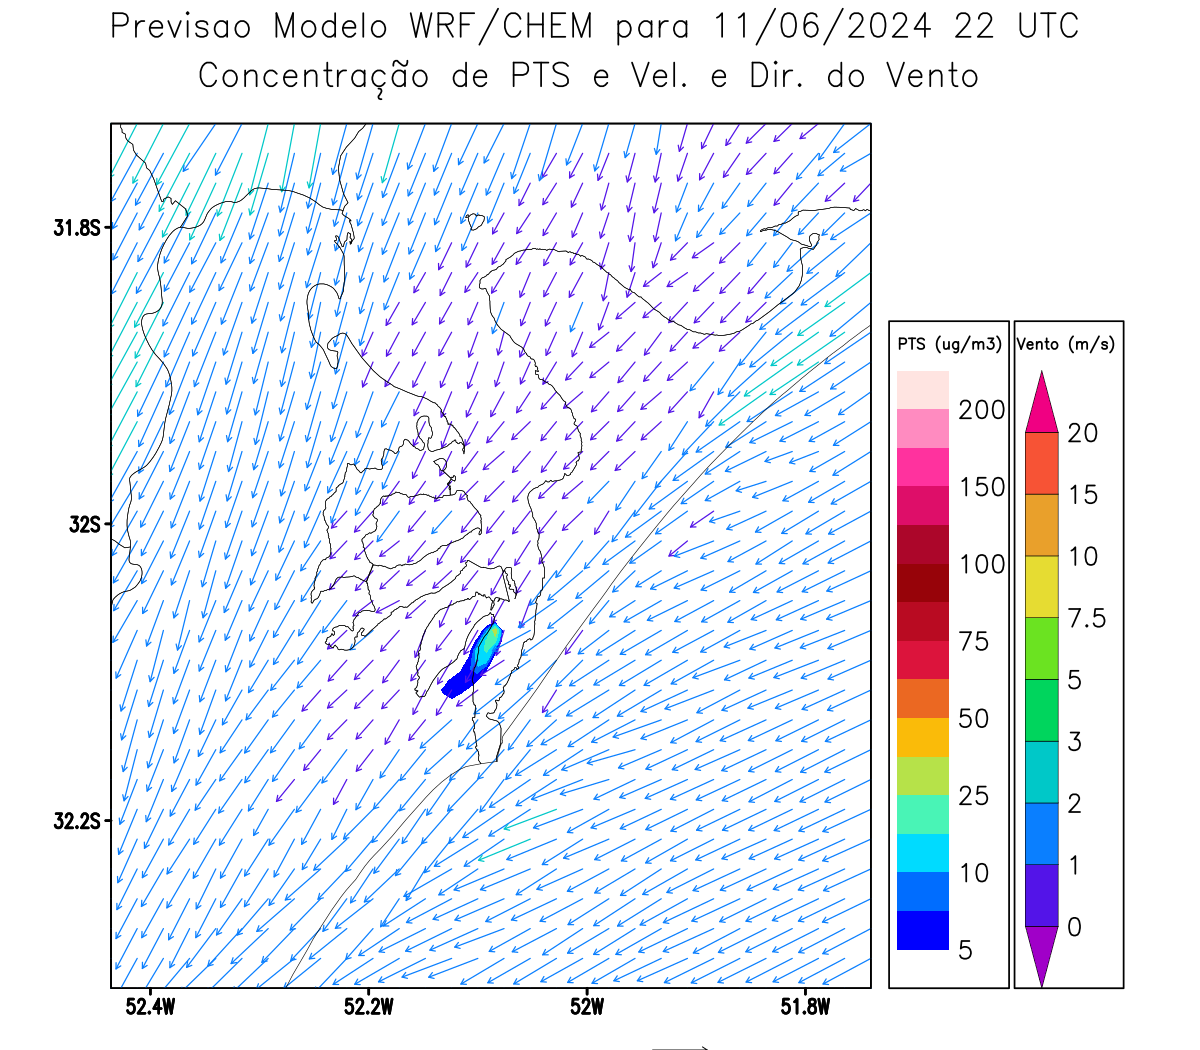 Previsao Modelo WRF/CHEM para 11/06/2024 22 UTC
Concentração de PTS e Vel. e Dir. do Vento
31.8S
32S
32.2S
52.4W 52.2W 52W 51.8W
PTS (ug/m3)
200
150
100
75
50
25
10
5
Vento (m/s)
20
15
10
7.5
5
3
2
1
0